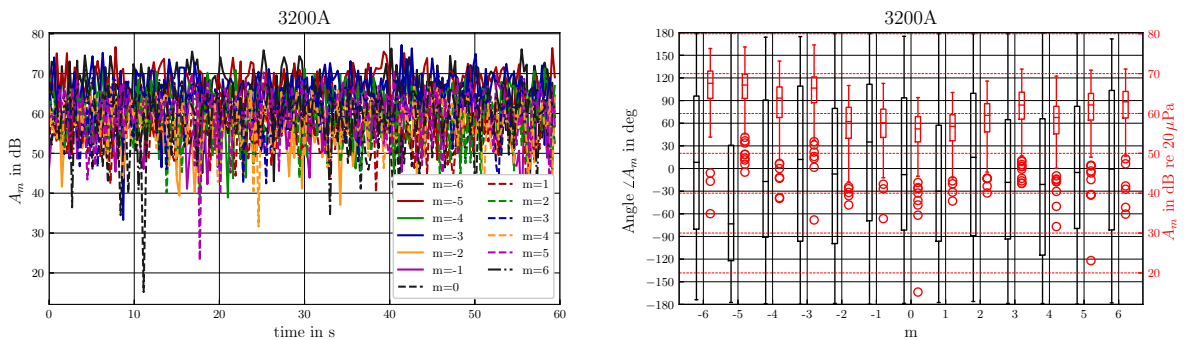 3200A
80
70
60
50
40
30
20
A_m in dB
0 10 20 30 40 50 60
time in s
m=-6
m=-5
m=-4
m=-3
m=-2
m=-1
m=0
m=1
m=2
m=3
m=4
m=5
m=6
3200A
180
150
120
90
60
30
0
−30
−60
−90
−120
−150
−180
Angle ∠A_m in deg
-6 -5 -4 -3 -2 -1 0 1 2 3 4 5 6
m
80
70
60
50
40
30
20
A_m in dB re 20 μPa